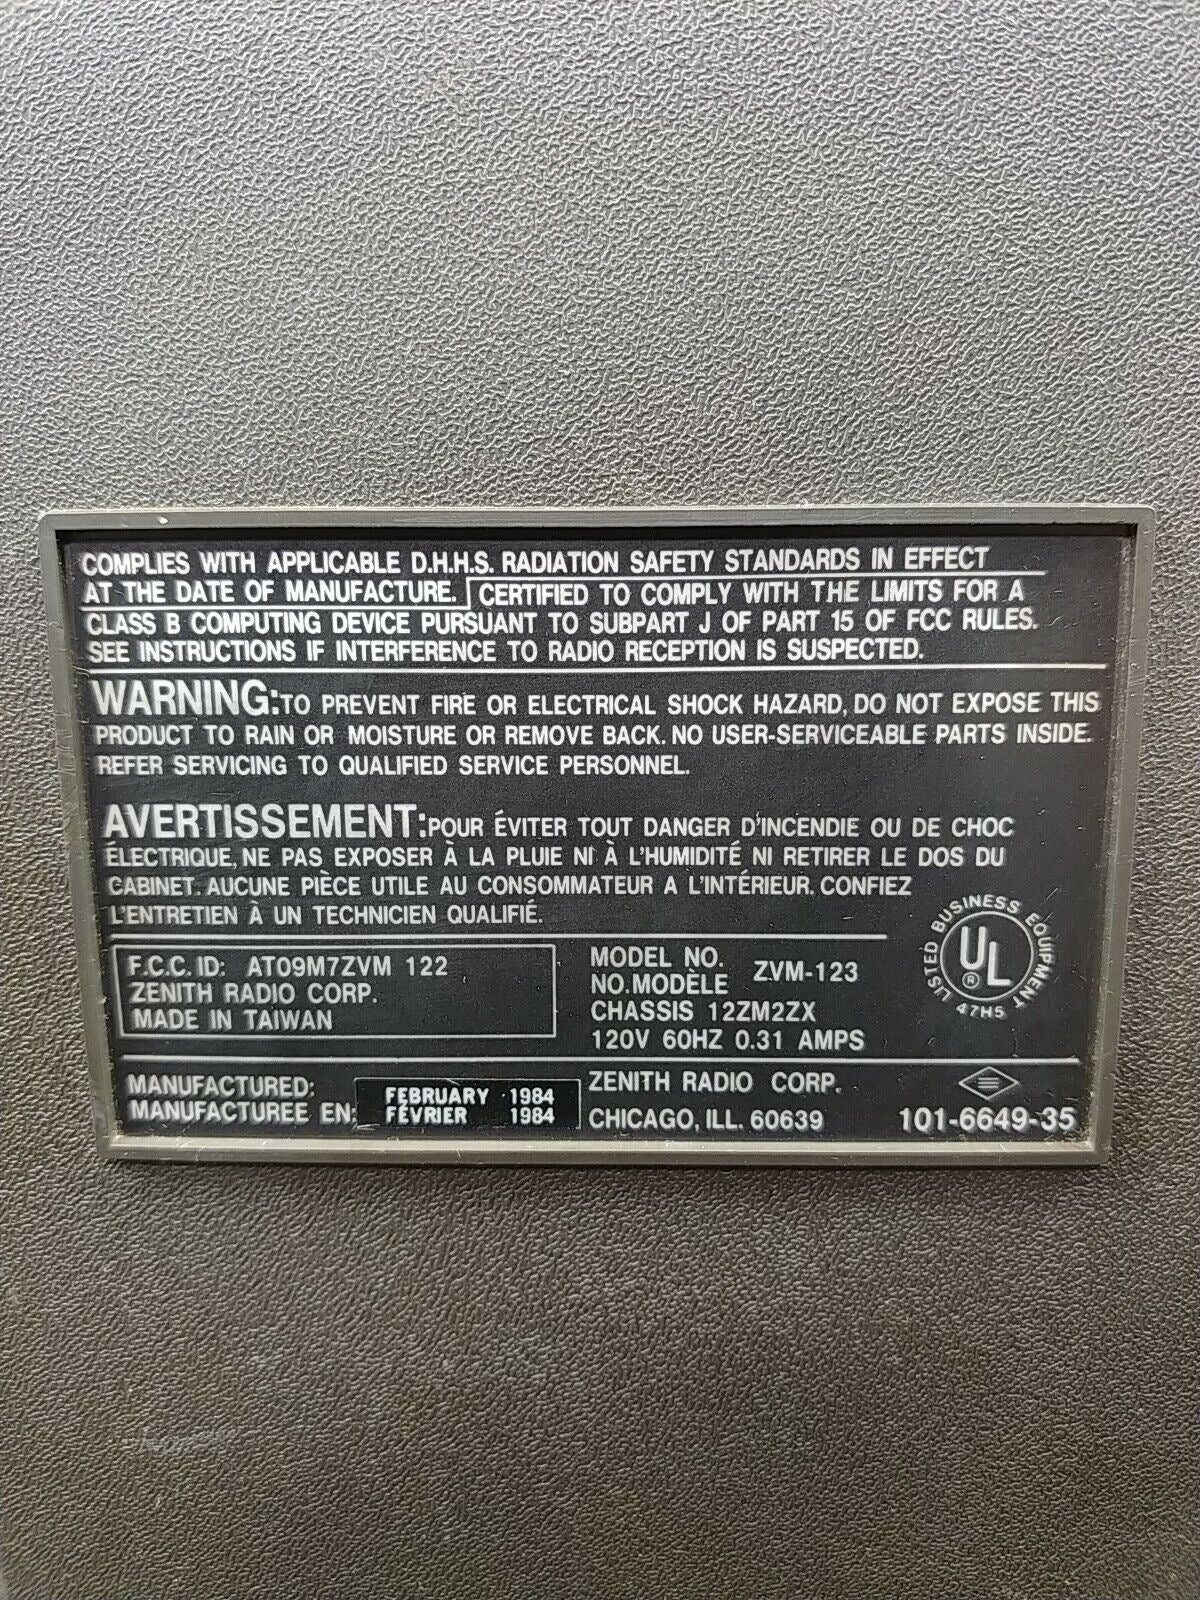 COMPLIES WITH APPLICABLE D.H.H.S. RADIATION SAFETY STANDARDS IN EFFECT
AT THE DATE OF MANUFACTURE. CERTIFIED TO COMPLY WITH THE LIMITS FOR A
CLASS B COMPUTING DEVICE PURSUANT TO SUBPART J OF PART 15 OF FCC RULES.
SEE INSTRUCTIONS IF INTERFERENCE TO RADIO RECEPTION IS SUSPECTED.
WARNING: TO PREVENT FIRE OR ELECTRICAL SHOCK HAZARD, DO NOT EXPOSE THIS
PRODUCT TO RAIN OR MOISTURE OR REMOVE BACK. NO USER-SERVICEABLE PARTS INSIDE.
REFER SERVICING TO QUALIFIED SERVICE PERSONNEL.
AVERTISSEMENT: POUR ÉVITER TOUT DANGER D'INCENDIE OU DE CHOC
ÉLECTRIQUE, NE PAS EXPOSER À LA PLUIE NI À L'HUMIDITÉ NI RETIRER LE DOS DU
CABINET. AUCUNE PIÈCE UTILE AU CONSOMMATEUR A L'INTÉRIEUR. CONFIEZ
L'ENTRETIEN À UN TECHNICIEN QUALIFIÉ.
F.C.C. ID: AT09M7ZVM 122
ZENITH RADIO CORP.
MADE IN TAIWAN
MODEL NO.
NO. MODÈLE ZVM-123
CHASSIS 12ZM2ZX
120V 60HZ 0.31 AMPS
LISTED BUSINESS EQUIPMENT
UL ®
47H5
MANUFACTURED: FEBRUARY 1984
MANUFACTUREE EN: FÉVRIER 1984
ZENITH RADIO CORP.
CHICAGO, ILL. 60639
101-6649-35